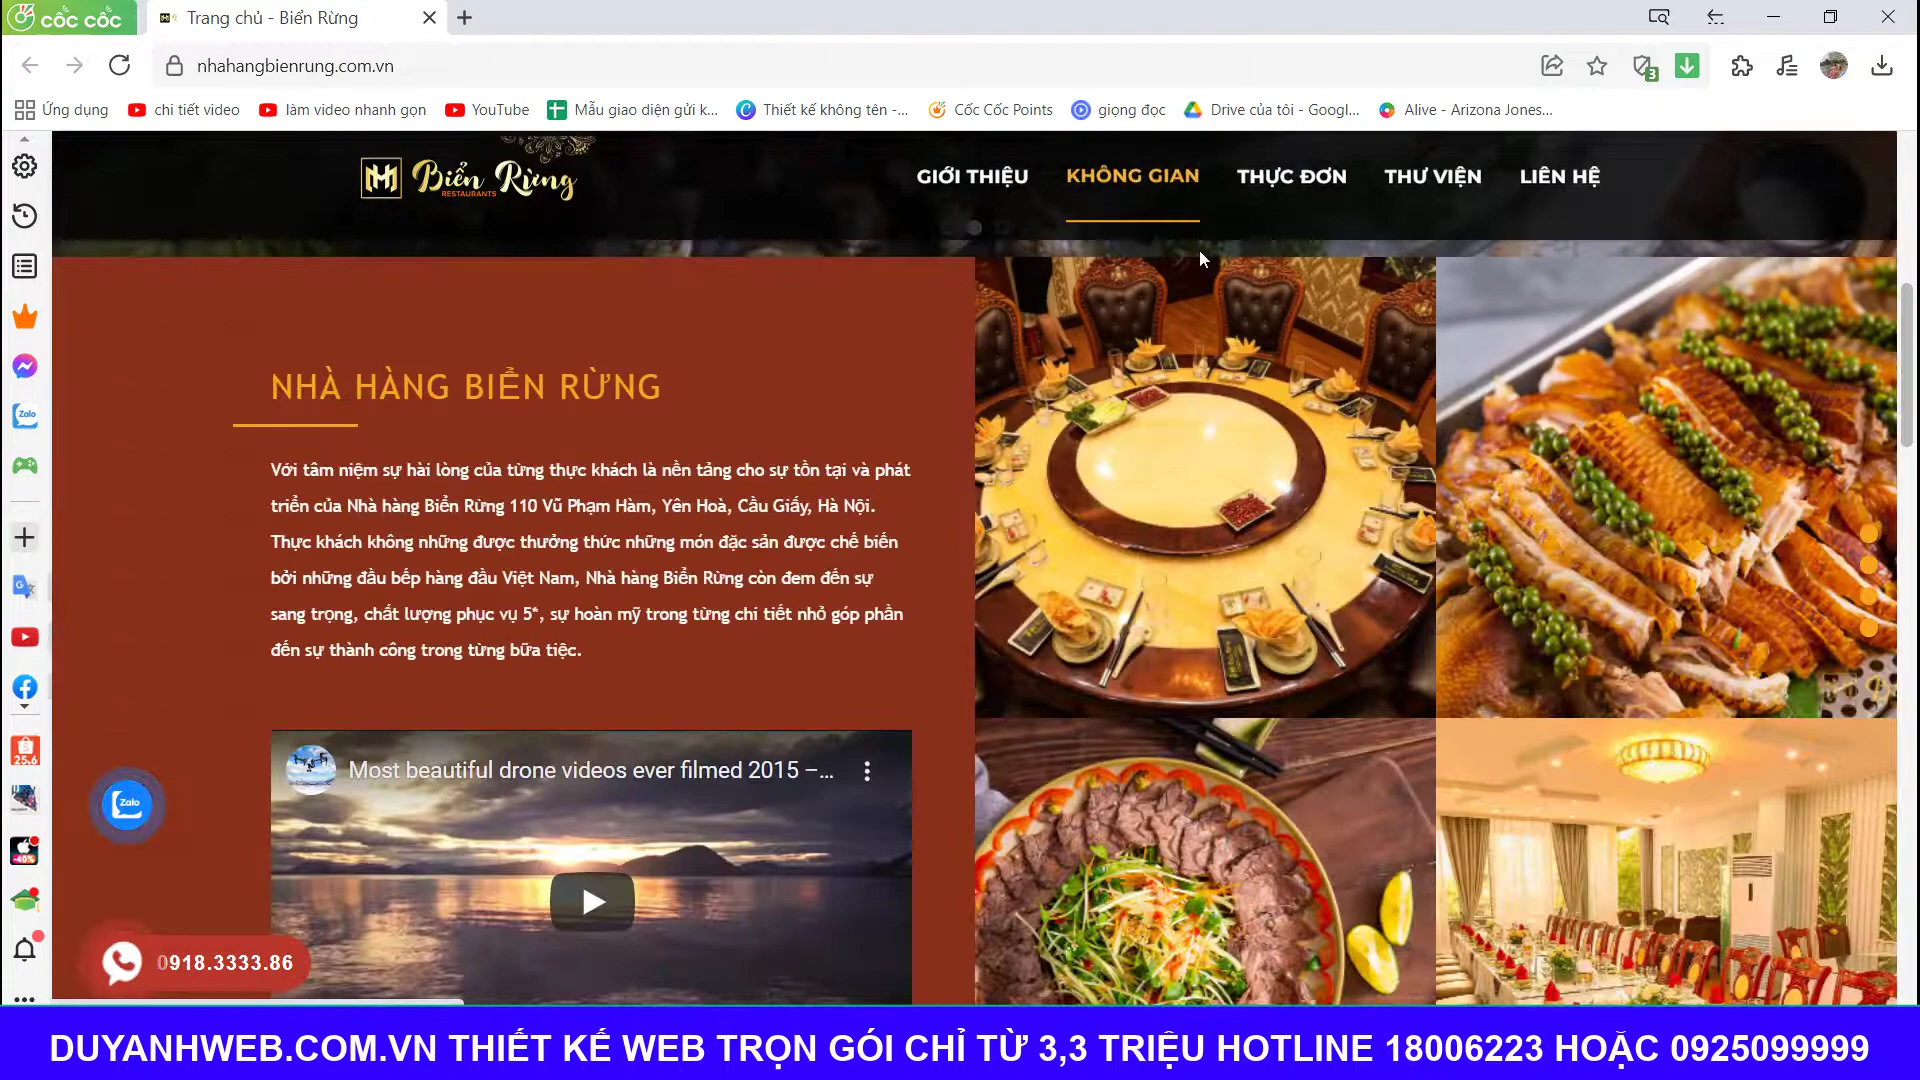 cốc cốc
Trang chủ - Biển Rừng
nhahangbienrung.com.vn
3
Ứng dụng
chi tiết video
làm video nhanh gọn
YouTube
Mẫu giao diện gửi k...
Thiết kế không tên -...
Cốc Cốc Points
giọng đọc
Drive của tôi - Googl...
Alive - Arizona Jones...
Biển Rừng
RESTAURANTS
GIỚI THIỆU
KHÔNG GIAN
THỰC ĐƠN
THƯ VIỆN
LIÊN HỆ
NHÀ HÀNG BIỂN RỪNG
Với tâm niệm sự hài lòng của từng thực khách là nền tảng cho sự tồn tại và phát
triển của Nhà hàng Biển Rừng 110 Vũ Phạm Hàm, Yên Hoà, Cầu Giấy, Hà Nội.
Thực khách không những được thưởng thức những món đặc sản được chế biến
bởi những đầu bếp hàng đầu Việt Nam, Nhà hàng Biển Rừng còn đem đến sự
sang trọng, chất lượng phục vụ 5*, sự hoàn mỹ trong từng chi tiết nhỏ góp phần
đến sự thành công trong từng bữa tiệc.
Most beautiful drone videos ever filmed 2015 –...
Zalo
25.6
-40%
Zalo
0918.3333.86
DUYANHWEB.COM.VN THIẾT KẾ WEB TRỌN GÓI CHỈ TỪ 3,3 TRIỆU HOTLINE 18006223 HOẶC 0925099999